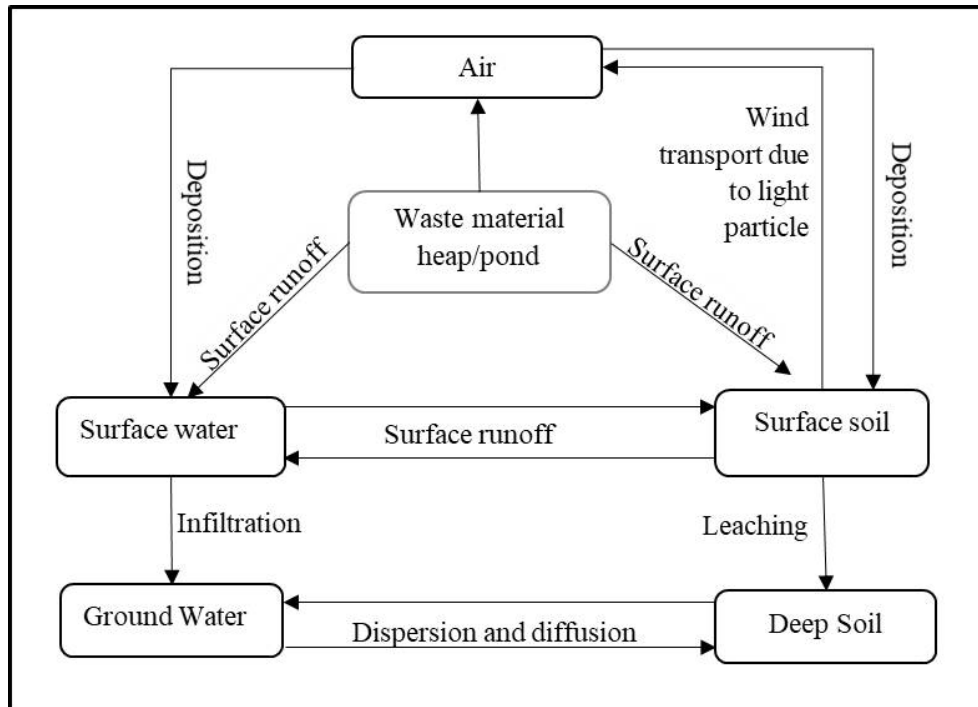 Air
Wind
transport due
to light
particle
Deposition
Deposition
Waste material
heap/pond
Surface runoff
Surface runoff
Surface water
Surface soil
Surface runoff
Infiltration
Leaching
Ground Water
Deep Soil
Dispersion and diffusion